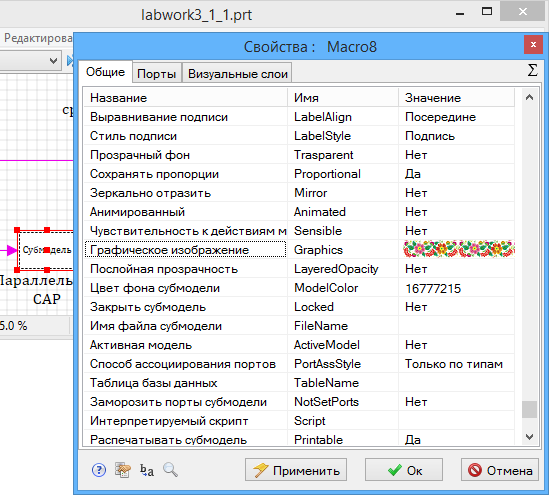 labwork3_1_1.prt
Редактирова
Свойства :   Macro8
Общие Порты Визуальные слои Σ
Название Имя Значение
Выравнивание подписи LabelAlign Посередине
Стиль подписи LabelStyle Подпись
Прозрачный фон Trasparent Нет
Сохранять пропорции Proportional Да
Зеркально отразить Mirror Нет
Анимированный Animated Нет
Чувствительность к действиям м Sensible Нет
Графическое изображение Graphics
Послойная прозрачность LayeredOpacity Нет
Цвет фона субмодели ModelColor 16777215
Закрыть субмодель Locked Нет
Имя файла субмодели FileName
Активная модель ActiveModel Нет
Способ ассоциирования портов PortAssStyle Только по типам
Таблица базы данных TableName
Заморозить порты субмодели NotSetPorts Нет
Интерпретируемый скрипт Script
Распечатывать субмодель Printable Да
? ba Применить Ок Отмена
ср
Субмодель
Параллель
САР
5.0 %